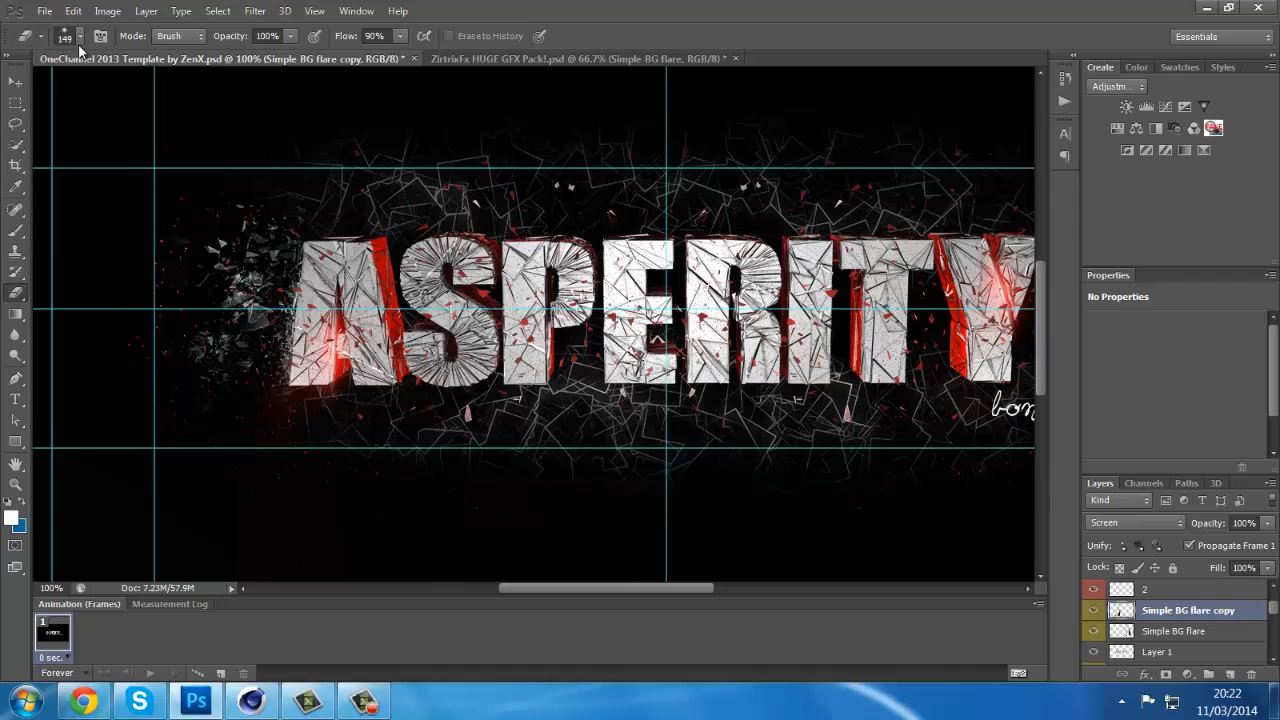 Ps File Edit Image Layer Type Select Filter 3D View Window Help
149 Mode: Brush Opacity: 100% Flow: 90% Erase to History Essentials
OneChannel 2013 Template by ZenX.psd @ 100% (Simple BG flare copy, RGB/8) * × ZirtrixFx HUGE GFX Pack!.psd @ 66.7% (Simple BG flare, RGB/8) * ×
Create Color Swatches Styles
Adjustm...
ASPERITY
bon
Properties
No Properties
Layers Channels Paths 3D
Kind
Screen Opacity: 100%
Unify: Propagate Frame 1
Lock: Fill: 100%
2
Simple BG flare copy
Simple BG flare
Layer 1
100% Doc: 7.23M/57.9M
Animation (Frames) Measurement Log
1
0 sec.
Forever
20:22
11/03/2014